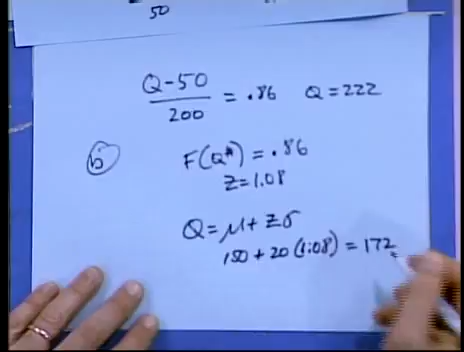 50
Q-50
200
= .86 Q=222
b
F(Q*) = .86
Z=1.08
Q=μ+zσ
150+20(1.08)=172